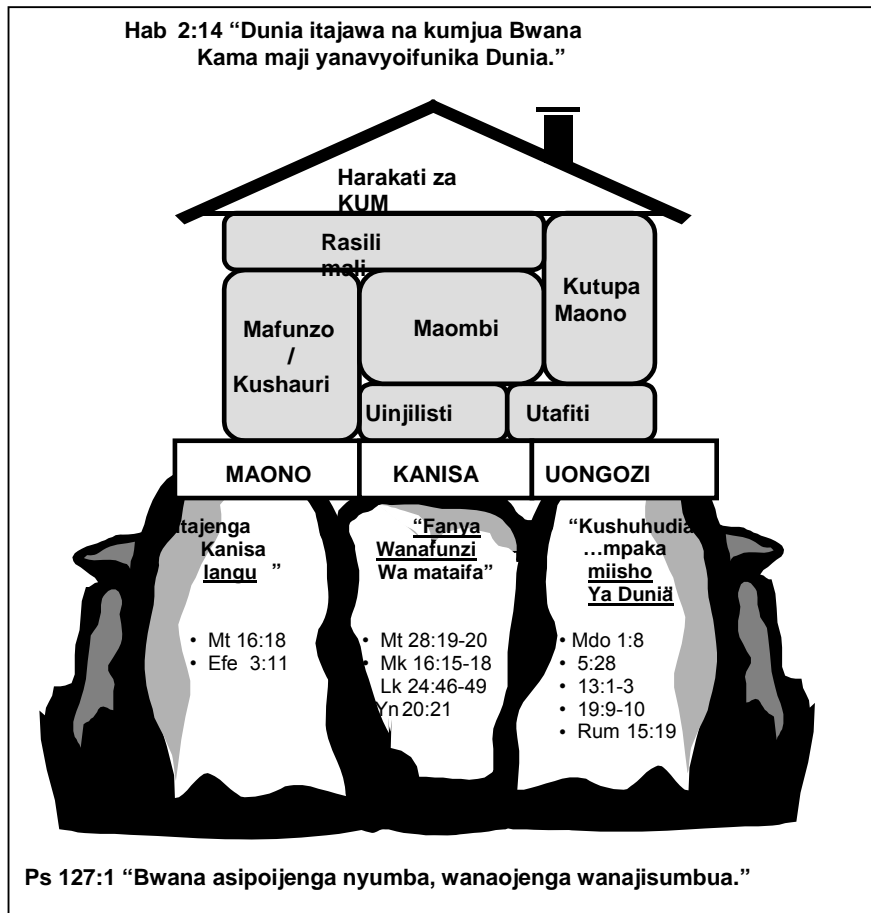 Hab 2:14 “Dunia itajawa na kumjua Bwana
Kama maji yanavyoifunika Dunia.”
Harakati za
KUM
Rasili
mali
Kutupa
Maono
Mafunzo
/
Kushauri
Maombi
Uinjilisti
Utafiti
MAONO
KANISA
UONGOZI
itajenga
Kanisa
langu ”
“Fanya
Wanafunzi
Wa mataifa”
“Kushuhudia
…mpaka
miisho
Ya Dunia”
• Mt 16:18
• Efe 3:11
• Mt 28:19-20
• Mk 16:15-18
Lk 24:46-49
Yn 20:21
• Mdo 1:8
• 5:28
• 13:1-3
• 19:9-10
• Rum 15:19
Ps 127:1 “Bwana asipoijenga nyumba, wanaojenga wanajisumbua.”